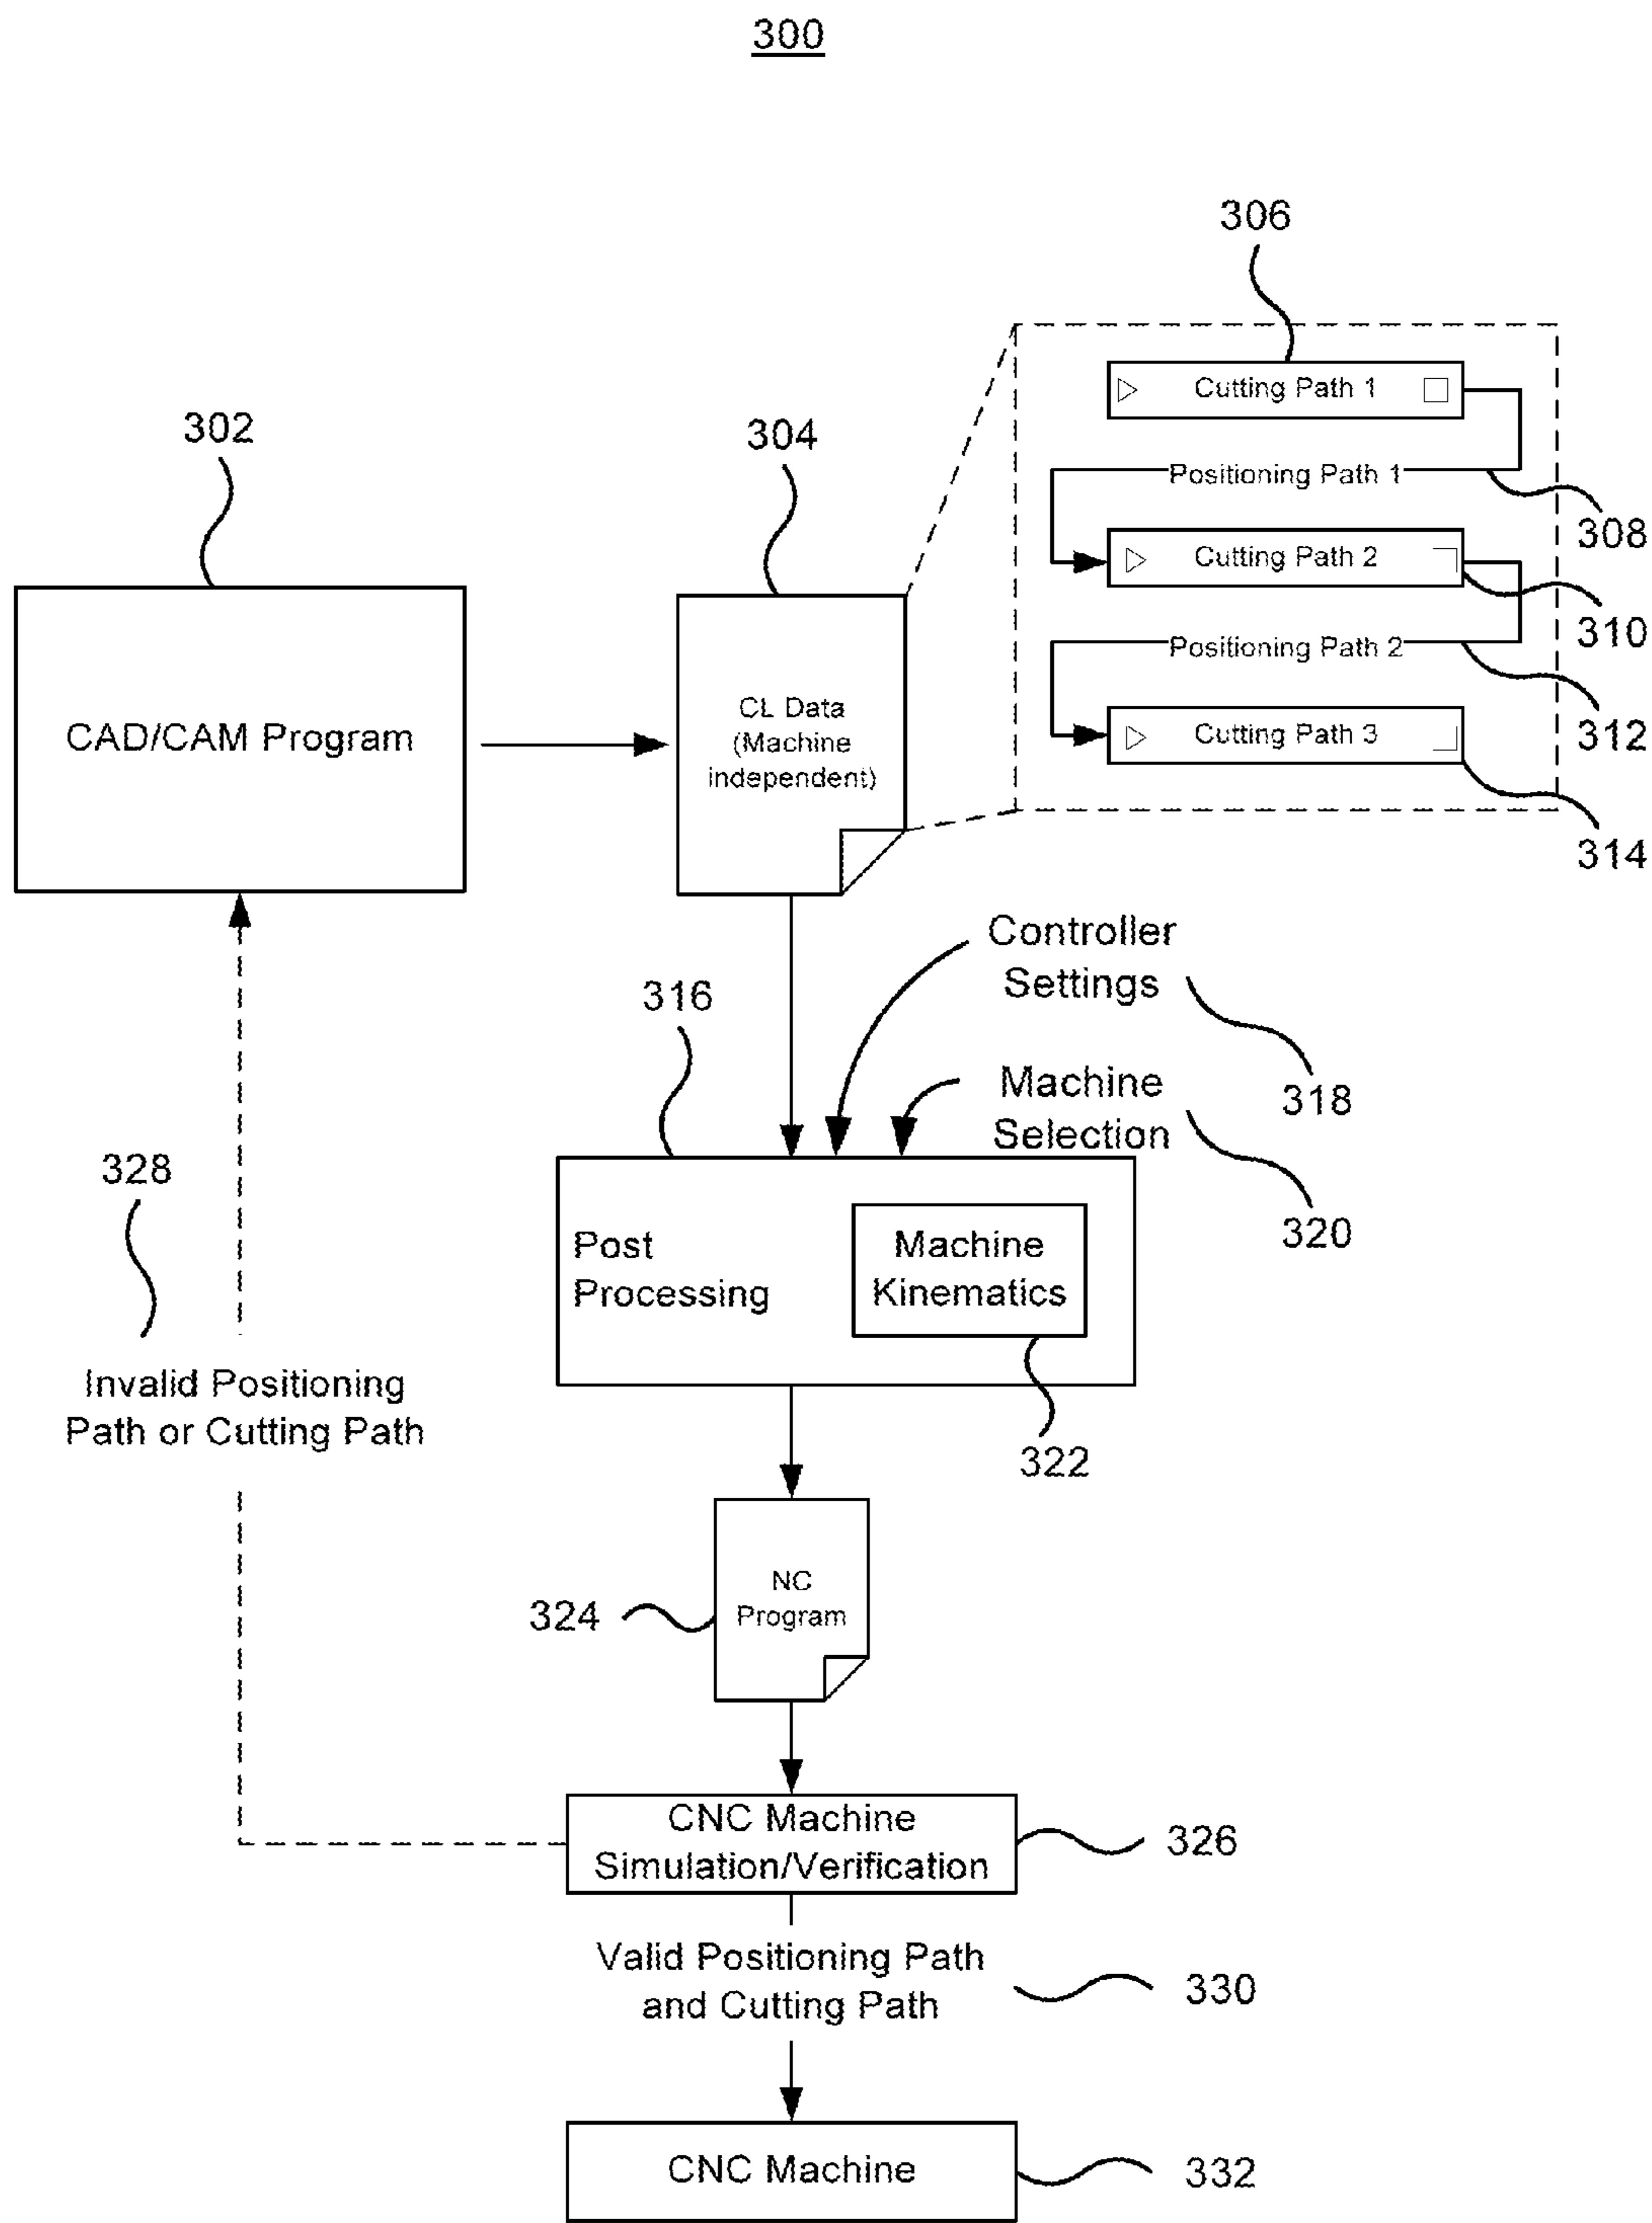 300
306
Cutting Path 1
302
304
Positioning Path 1
308
Cutting Path 2
310
Positioning Path 2
312
CAD/CAM Program
CL Data
(Machine
independent)
Cutting Path 3
314
Controller
Settings
316
318
Machine
Selection
320
328
Post
Processing
Machine
Kinematics
322
Invalid Positioning
Path or Cutting Path
NC
Program
324
CNC Machine
Simulation/Verification
326
Valid Positioning Path
and Cutting Path
330
CNC Machine
332